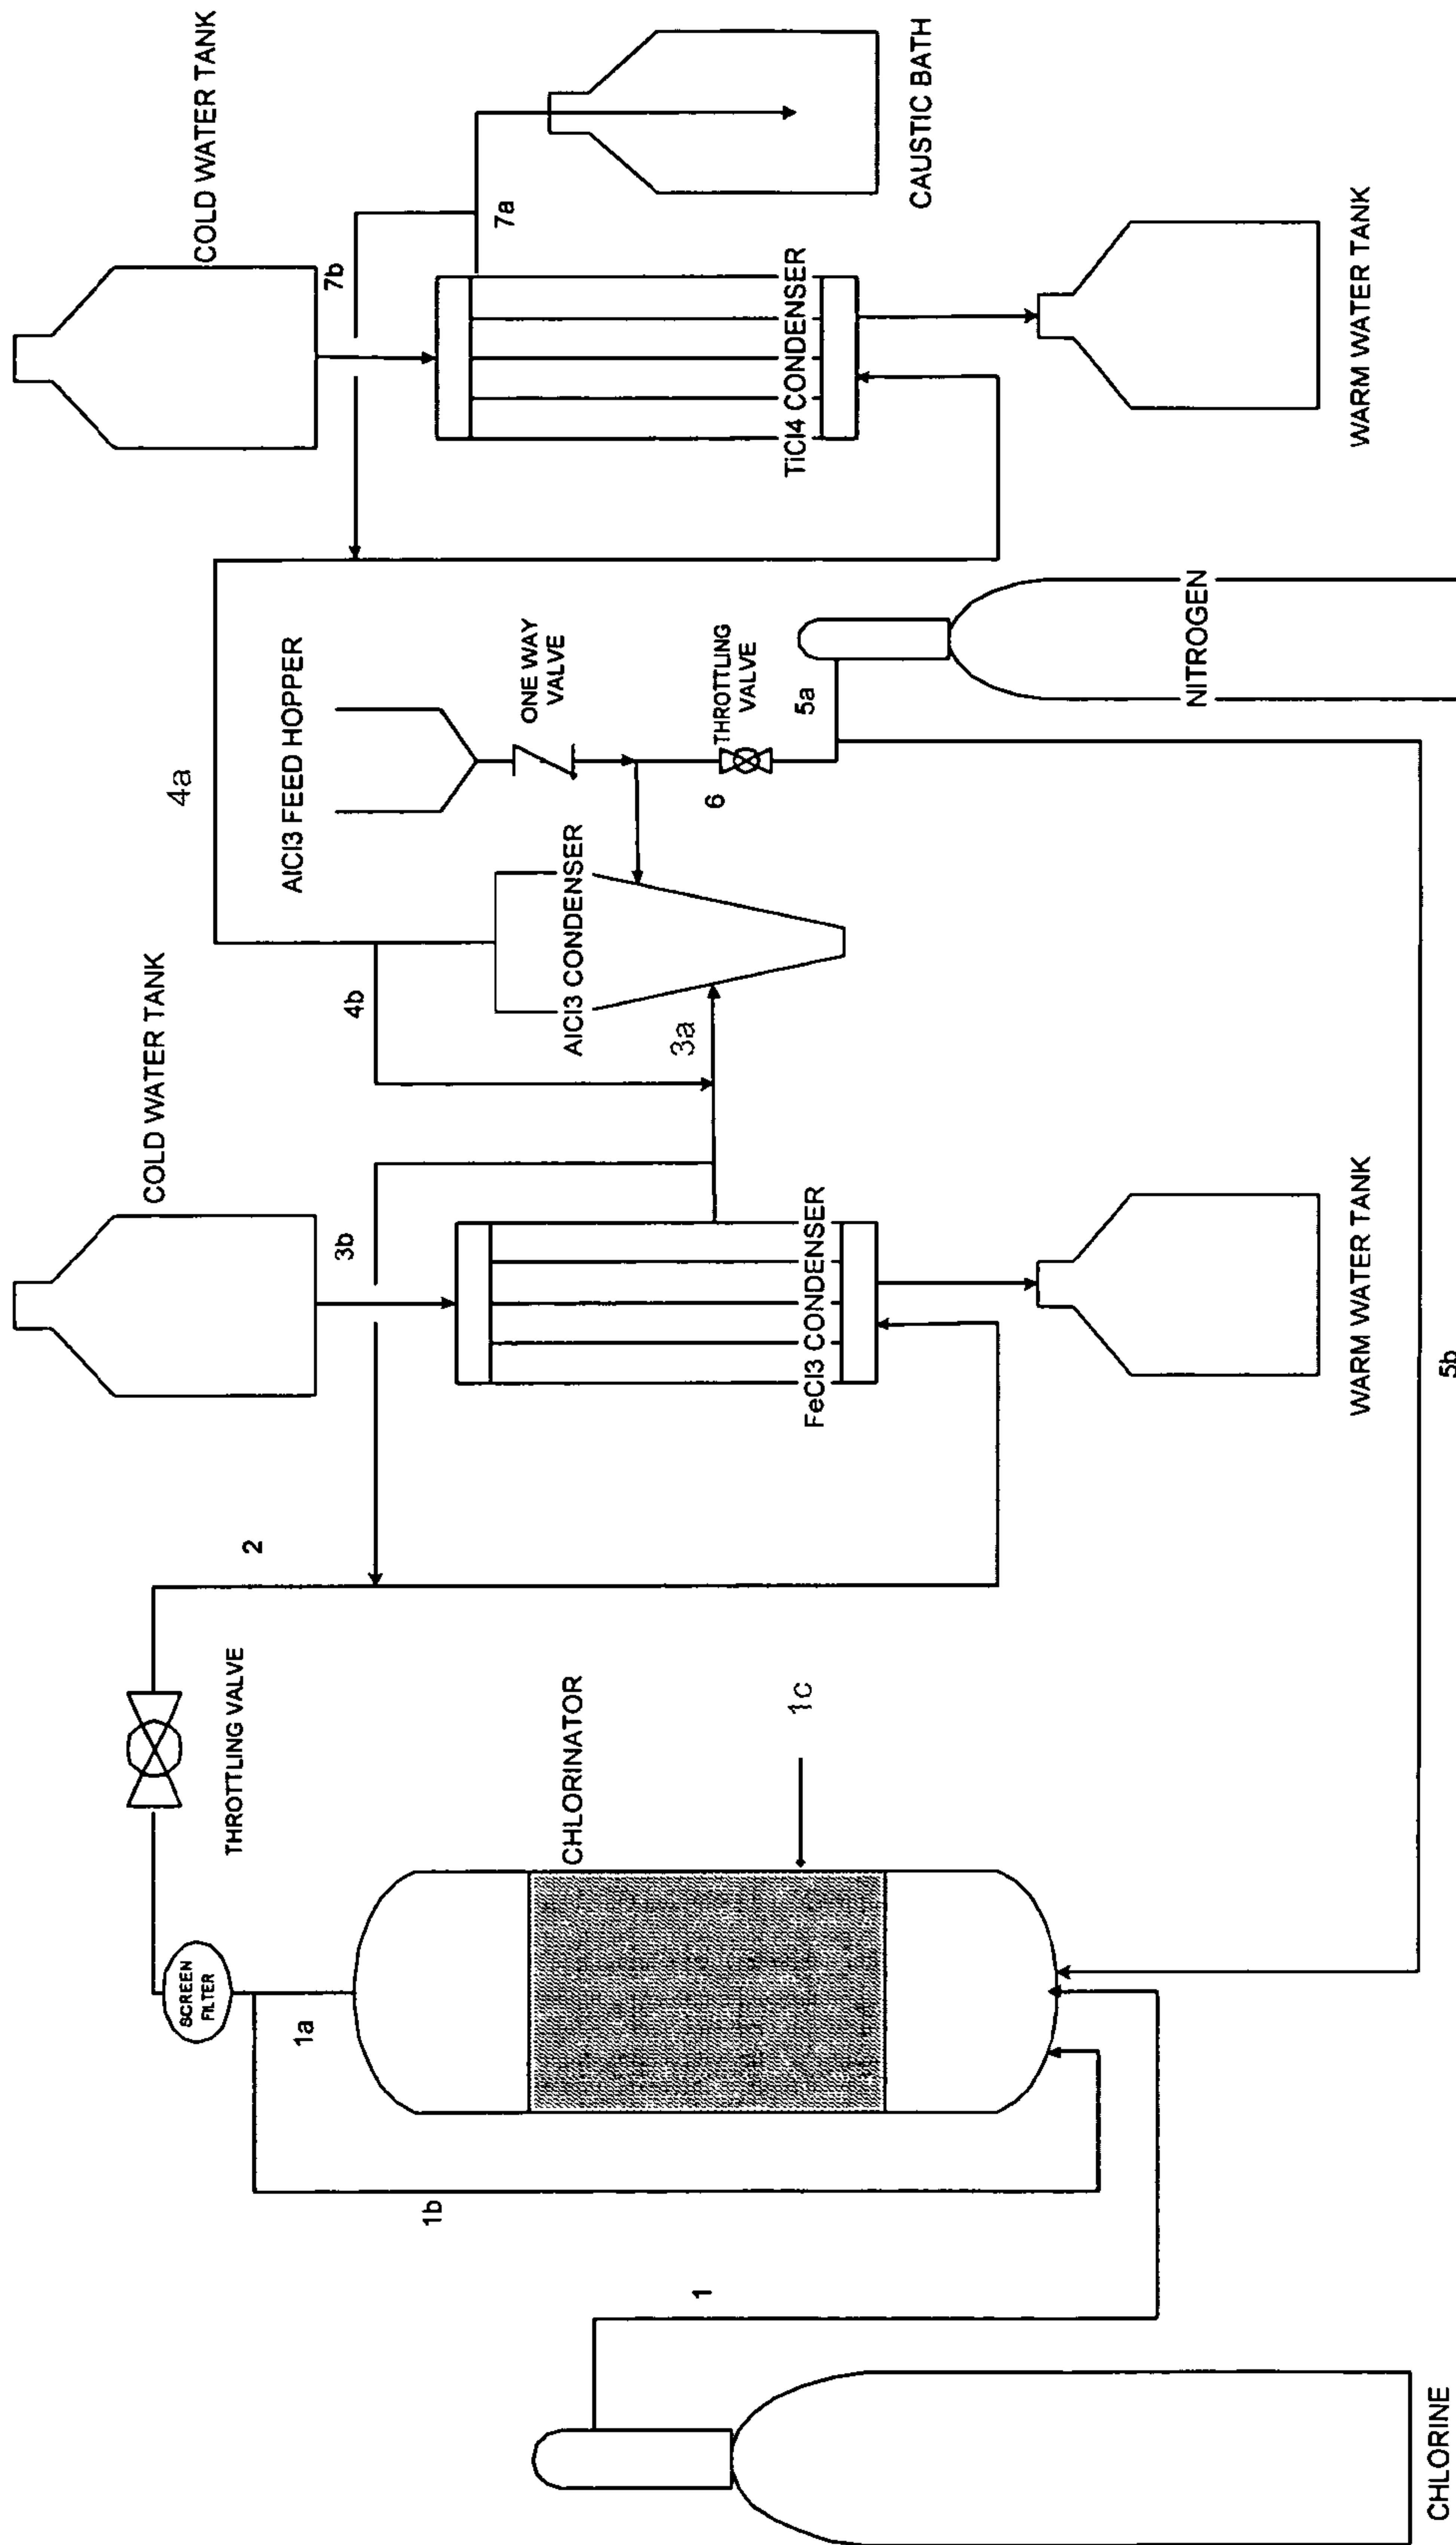 COLD WATER TANK
COLD WATER TANK
7b
7a
CAUSTIC BATH
4a
3b
2
4b
AlCl3 FEED HOPPER
ONE WAY
VALVE
THROTTLING VALVE
SCREEN
FILTER
1a
AlCl3 CONDENSER
6
THROTTLING
VALVE
5a
TiCl4 CONDENSER
3a
FeCl3 CONDENSER
CHLORINATOR
1c
1b
1
NITROGEN
WARM WATER TANK
WARM WATER TANK
5b
CHLORINE